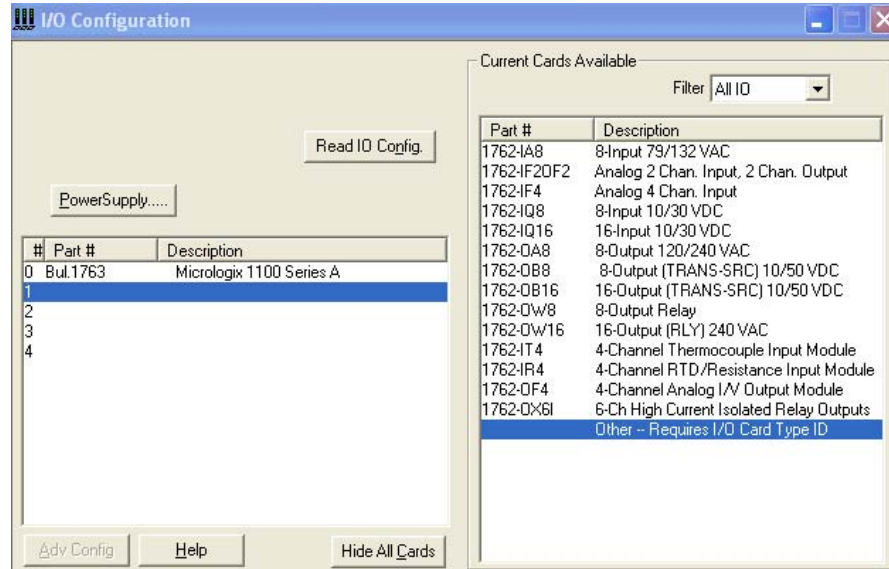 I/O Configuration
Current Cards Available
Filter All IO
Read IO Config.
PowerSupply.....
# Part # Description
0 Bul.1763 Micrologix 1100 Series A
1
2
3
4
Part # Description
1762-IA8 8-Input 79/132 VAC
1762-IF2OF2 Analog 2 Chan. Input, 2 Chan. Output
1762-IF4 Analog 4 Chan. Input
1762-IQ8 8-Input 10/30 VDC
1762-IQ16 16-Input 10/30 VDC
1762-OA8 8-Output 120/240 VAC
1762-OB8 8-Output (TRANS-SRC) 10/50 VDC
1762-OB16 16-Output (TRANS-SRC) 10/50 VDC
1762-OW8 8-Output Relay
1762-OW16 16-Output (RLY) 240 VAC
1762-IT4 4-Channel Thermocouple Input Module
1762-IR4 4-Channel RTD/Resistance Input Module
1762-OF4 4-Channel Analog I/V Output Module
1762-OX6I 6-Ch High Current Isolated Relay Outputs
Other -- Requires I/O Card Type ID
Adv Config Help Hide All Cards